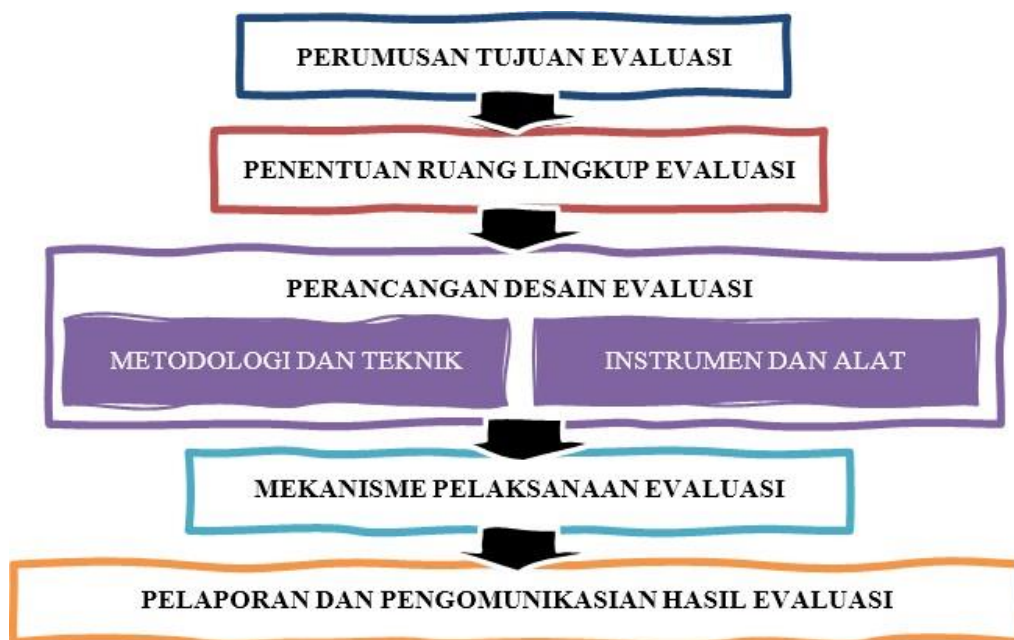 PERUMUSAN TUJUAN EVALUASI
PENENTUAN RUANG LINGKUP EVALUASI
PERANCANGAN DESAIN EVALUASI
METODOLOGI DAN TEKNIK
INSTRUMEN DAN ALAT
MEKANISME PELAKSANAAN EVALUASI
PELAPORAN DAN PENGOMUNIKASIAN HASIL EVALUASI